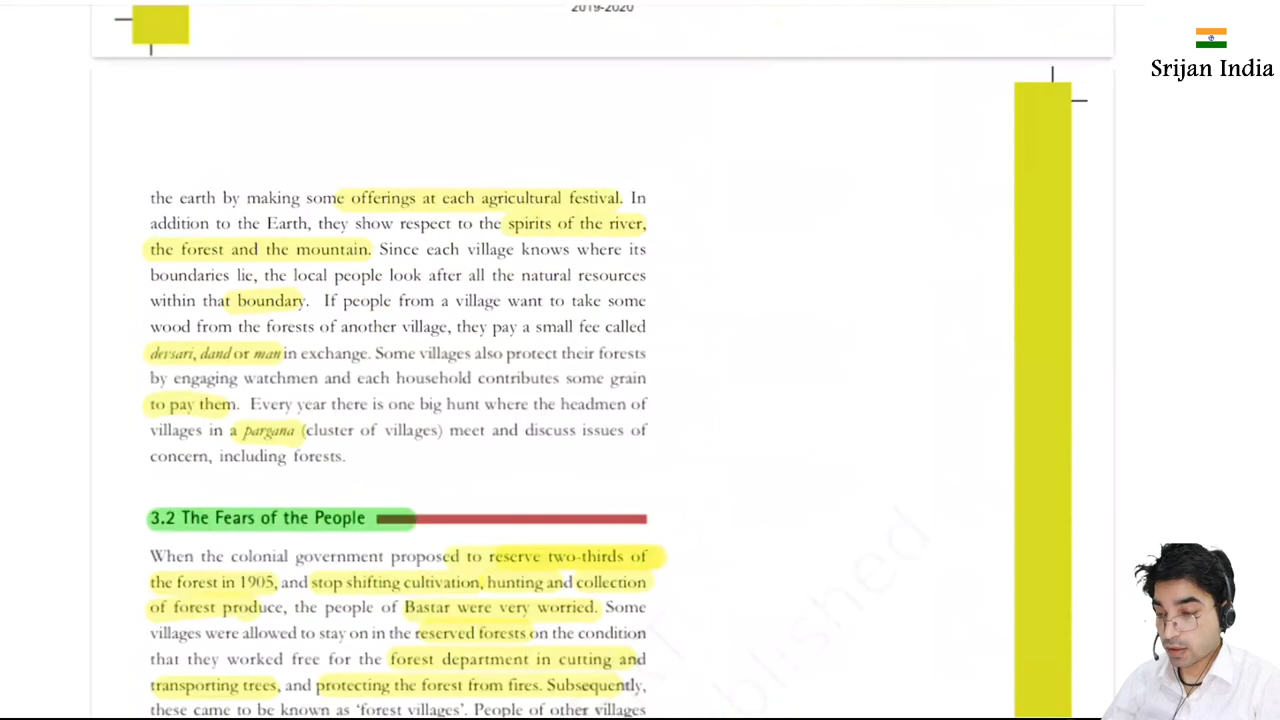 2019-2020
Srijan India
the earth by making some offerings at each agricultural festival. In
addition to the Earth, they show respect to the spirits of the river,
the forest and the mountain. Since each village knows where its
boundaries lie, the local people look after all the natural resources
within that boundary. If people from a village want to take some
wood from the forests of another village, they pay a small fee called
devsari, dand or man in exchange. Some villages also protect their forests
by engaging watchmen and each household contributes some grain
to pay them. Every year there is one big hunt where the headmen of
villages in a pargana (cluster of villages) meet and discuss issues of
concern, including forests.
3.2 The Fears of the People
When the colonial government proposed to reserve two-thirds of
the forest in 1905, and stop shifting cultivation, hunting and collection
of forest produce, the people of Bastar were very worried. Some
villages were allowed to stay on in the reserved forests on the condition
that they worked free for the forest department in cutting and
transporting trees, and protecting the forest from fires. Subsequently,
these came to be known as ‘forest villages’. People of other villages